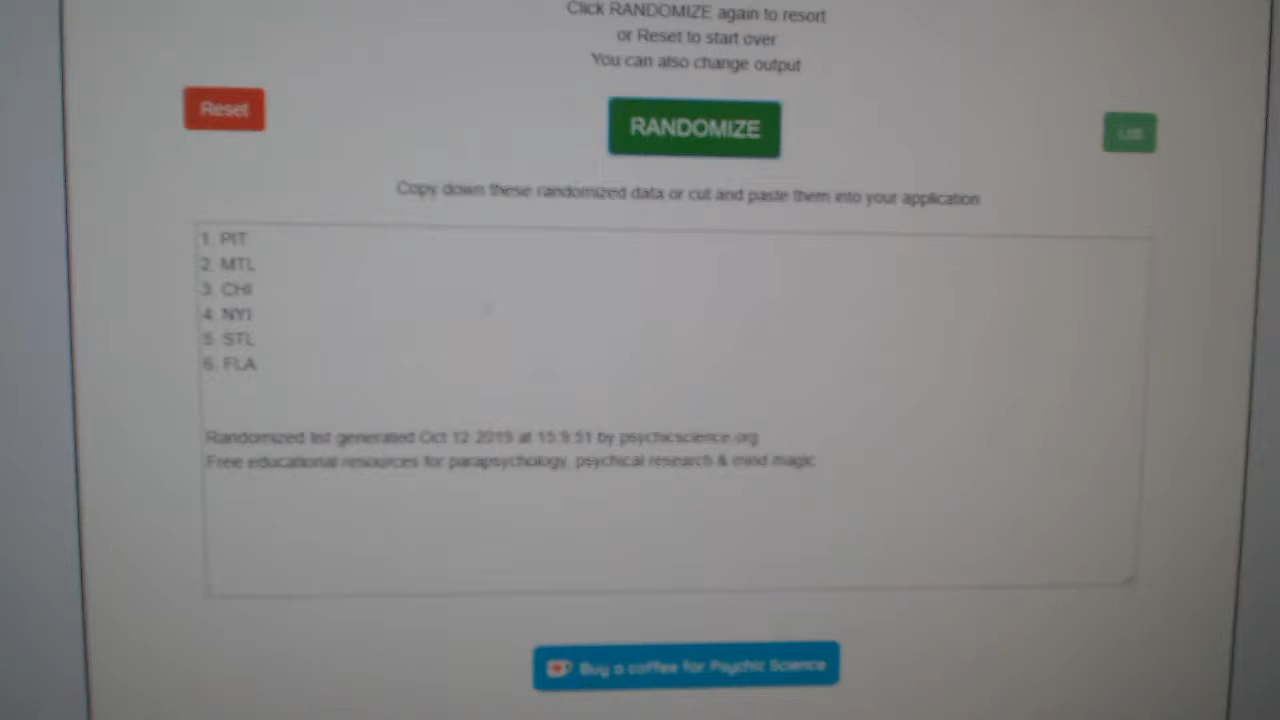 Click RANDOMIZE again to resort
or Reset to start over
You can also change output
Reset
RANDOMIZE
List
Copy down these randomized data or cut and paste them into your application
1. PIT
2. MTL
3. CHI
4. NYI
5. STL
6. FLA
Randomized list generated Oct 12 2019 at 15:9:51 by psychicscience.org
Free educational resources for parapsychology, psychical research & mind magic
Buy a coffee for Psychic Science